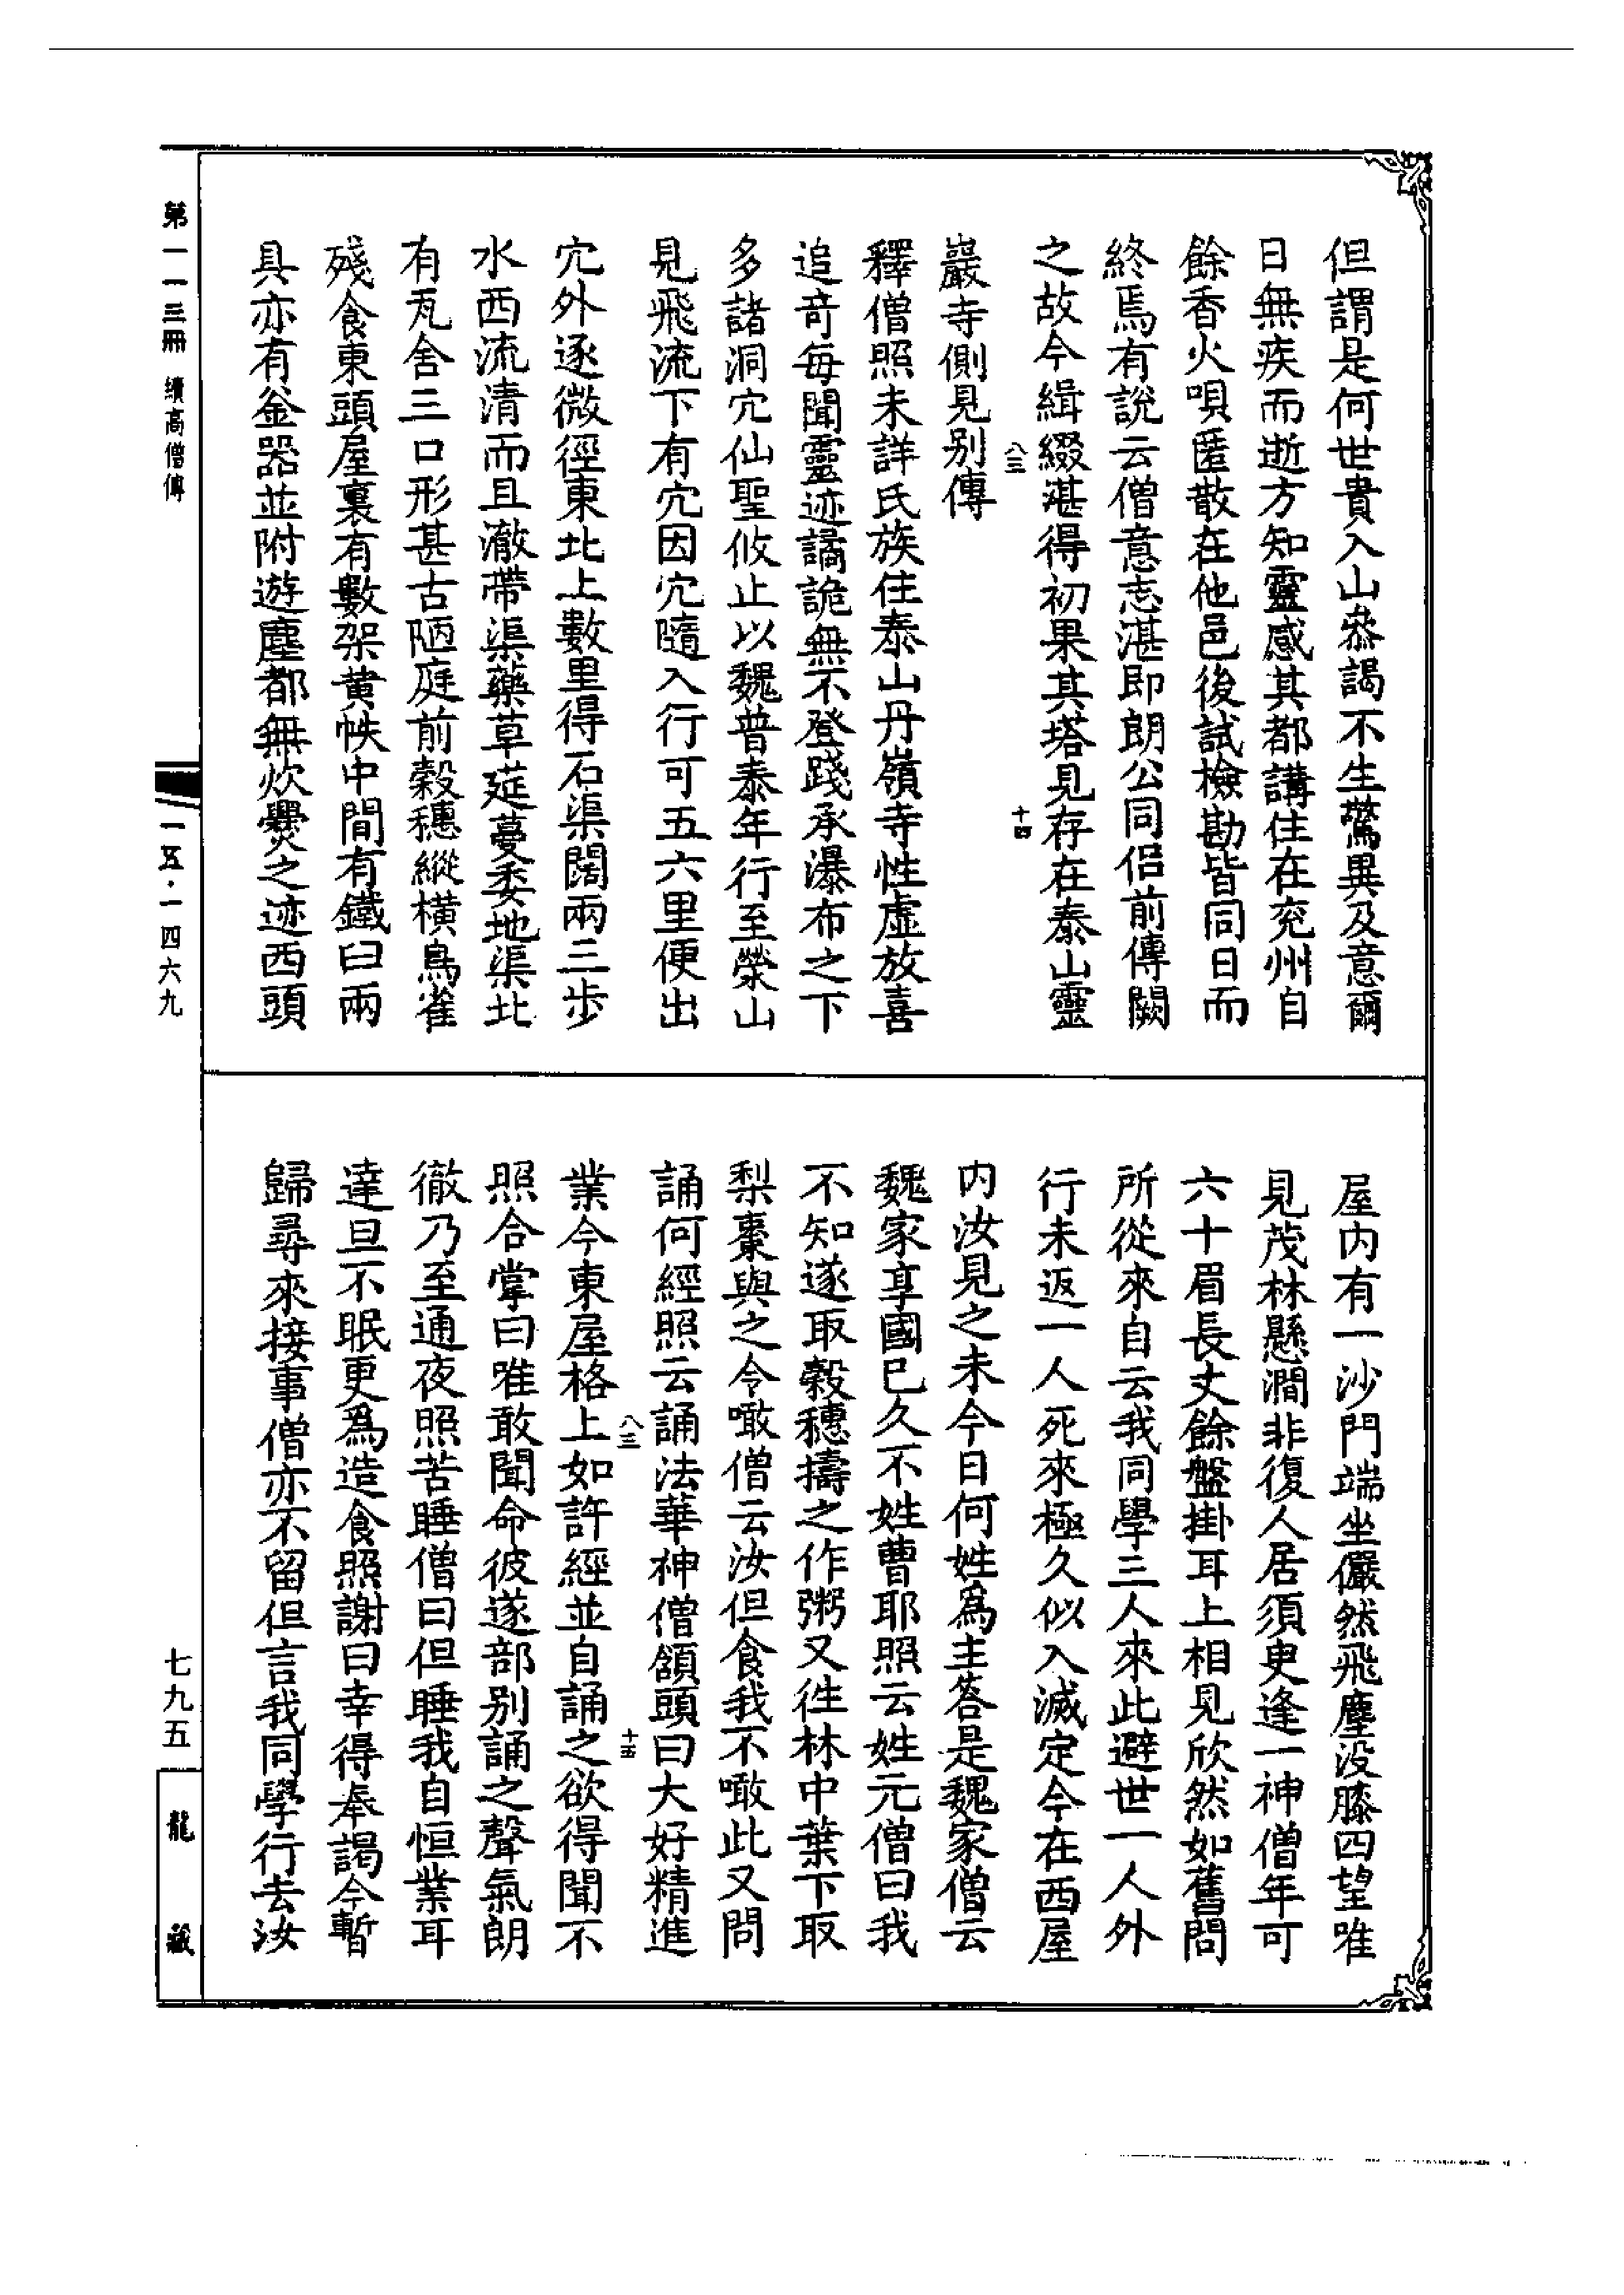 但謂是何世貴入山叅謁不生驚異及意爾
日無疾而逝方知靈感其都講住在兖州自
餘香火唄匿散在他邑後試檢勘皆同日而
終焉有說云僧意志湛即朗公同侣前傳闕
之故今緝綴湛得初果其塔見存在泰山靈
八三
十四
巖寺側見别傳
釋僧照未詳氏族住泰山丹嶺寺性虛放喜
追奇每聞靈迹譎詭無不登踐承瀑布之下
多諸洞穴仙聖攸止以魏普泰年行至滎山
見飛流下有穴因穴隨入行可五六里便出
穴外逐微徑東北上數里得石渠闊兩三步
水西流清而且澈帶渠藥草莚蔓委地渠北
有瓦舍三口形甚古陋庭前穀穗縱橫鳥雀
殘食東頭屋裏有數架黃帙中間有鐵臼兩
具亦有釜器並附遊塵都無炊爨之迹西頭
屋内有一沙門端坐儼然飛塵没膝四望唯
見茂林懸澗非復人居須㬰逢一神僧年可
六十眉長丈餘盤掛耳上相見欣然如舊問
所從來自云我同學三人來此避世一人外
行未返一人死來極久似入滅定今在西屋
内汝見之未今日何姓爲主荅是魏家僧云
魏家享國已久不姓曹耶照云姓元僧曰我
不知遂取穀穗擣之作粥又徃林中葉下取
梨棗與之令噉僧云汝但食我不噉此又問
誦何經照云誦法華神僧頷頭曰大好精進
八三
十五
業今東屋格上如許經並自誦之欲得聞不
照合掌曰唯敢聞命彼遂部别誦之聲氣朗
徹乃至通夜照苦睡僧曰但睡我自恒業耳
達旦不眠更爲造食照謝曰幸得奉謁今暫
歸尋來接事僧亦不留但言我同學行去汝
第一一三冊 續高僧傳
一五·一四六九
七九五
龍藏